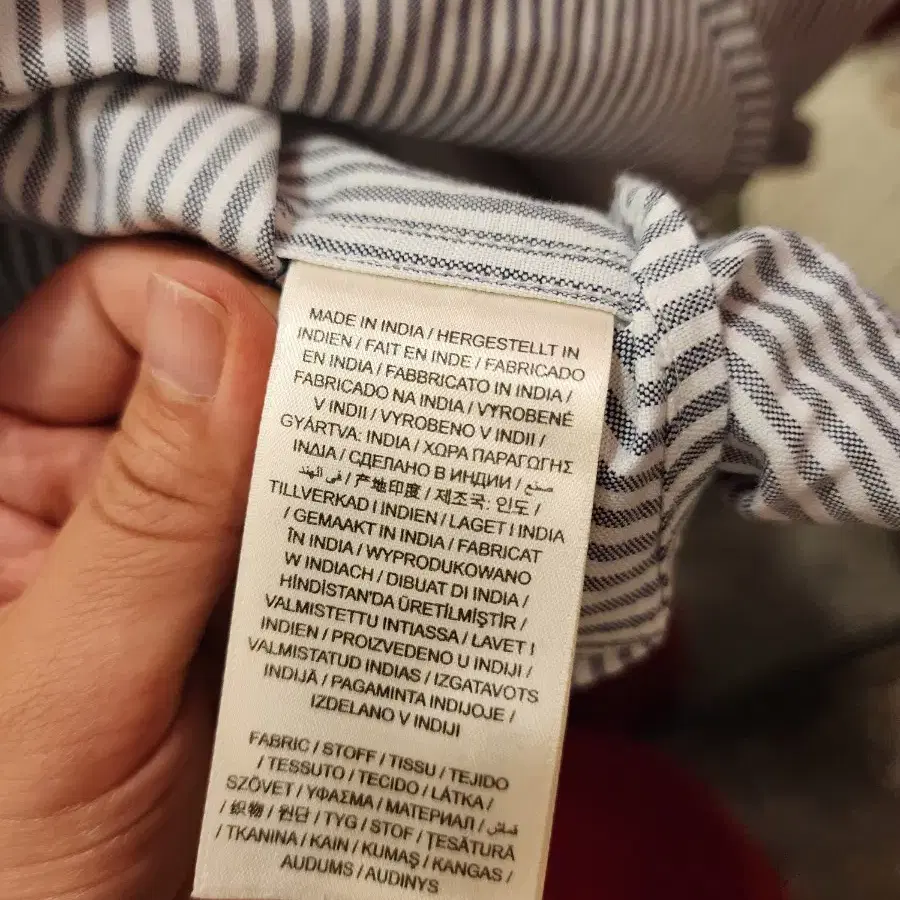 MADE IN INDIA / HERGESTELLT IN
INDIEN / FAIT EN INDE / FABRICADO
EN INDIA / FABBRICATO IN INDIA /
FABRICADO NA INDIA / VYROBENÉ
V INDII / VYROBENO V INDII /
GYÁRTVA: INDIA / ΧΩΡΑ ΠΑΡΑΓΩΓΗΣ
ΙΝΔΙΑ / СДЕЛАНО В ИНДИИ / صنع
في الهند / 产地印度 / 제조국: 인도 /
TILLVERKAD I INDIEN / LAGET I INDIA
/ GEMAAKT IN INDIA / FABRICAT
ÎN INDIA / WYPRODUKOWANO
W INDIACH / DIBUAT DI INDIA /
HİNDİSTAN'DA ÜRETİLMİŞTİR /
VALMISTETTU INTIASSA / LAVET I
INDIEN / PROIZVEDENO U INDIJI /
VALMISTATUD INDIAS / IZGATAVOTS
INDIJĀ / PAGAMINTA INDIJOJE /
IZDELANO V INDIJI
FABRIC / STOFF / TISSU / TEJIDO
/ TESSUTO / TECIDO / LÁTKA /
SZÖVET / ΥΦΑΣΜΑ / МАТЕРИАЛ / قماش
/ 织物 / 원단 / TYG / STOF / ȚESĂTURĂ
/ TKANINA / KAIN / KUMAŞ / KANGAS /
AUDUMS / AUDINYS